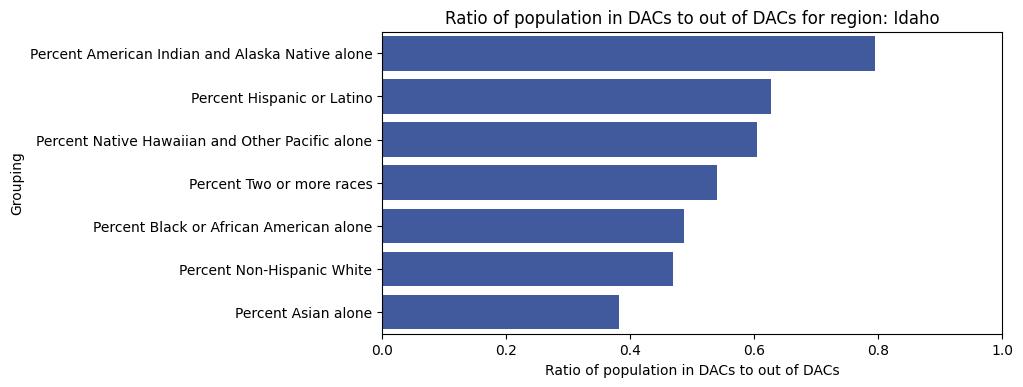 Ratio of population in DACs to out of DACs for region: Idaho
Grouping
Percent American Indian and Alaska Native alone
Percent Hispanic or Latino
Percent Native Hawaiian and Other Pacific alone
Percent Two or more races
Percent Black or African American alone
Percent Non-Hispanic White
Percent Asian alone
0.0 0.2 0.4 0.6 0.8 1.0
Ratio of population in DACs to out of DACs